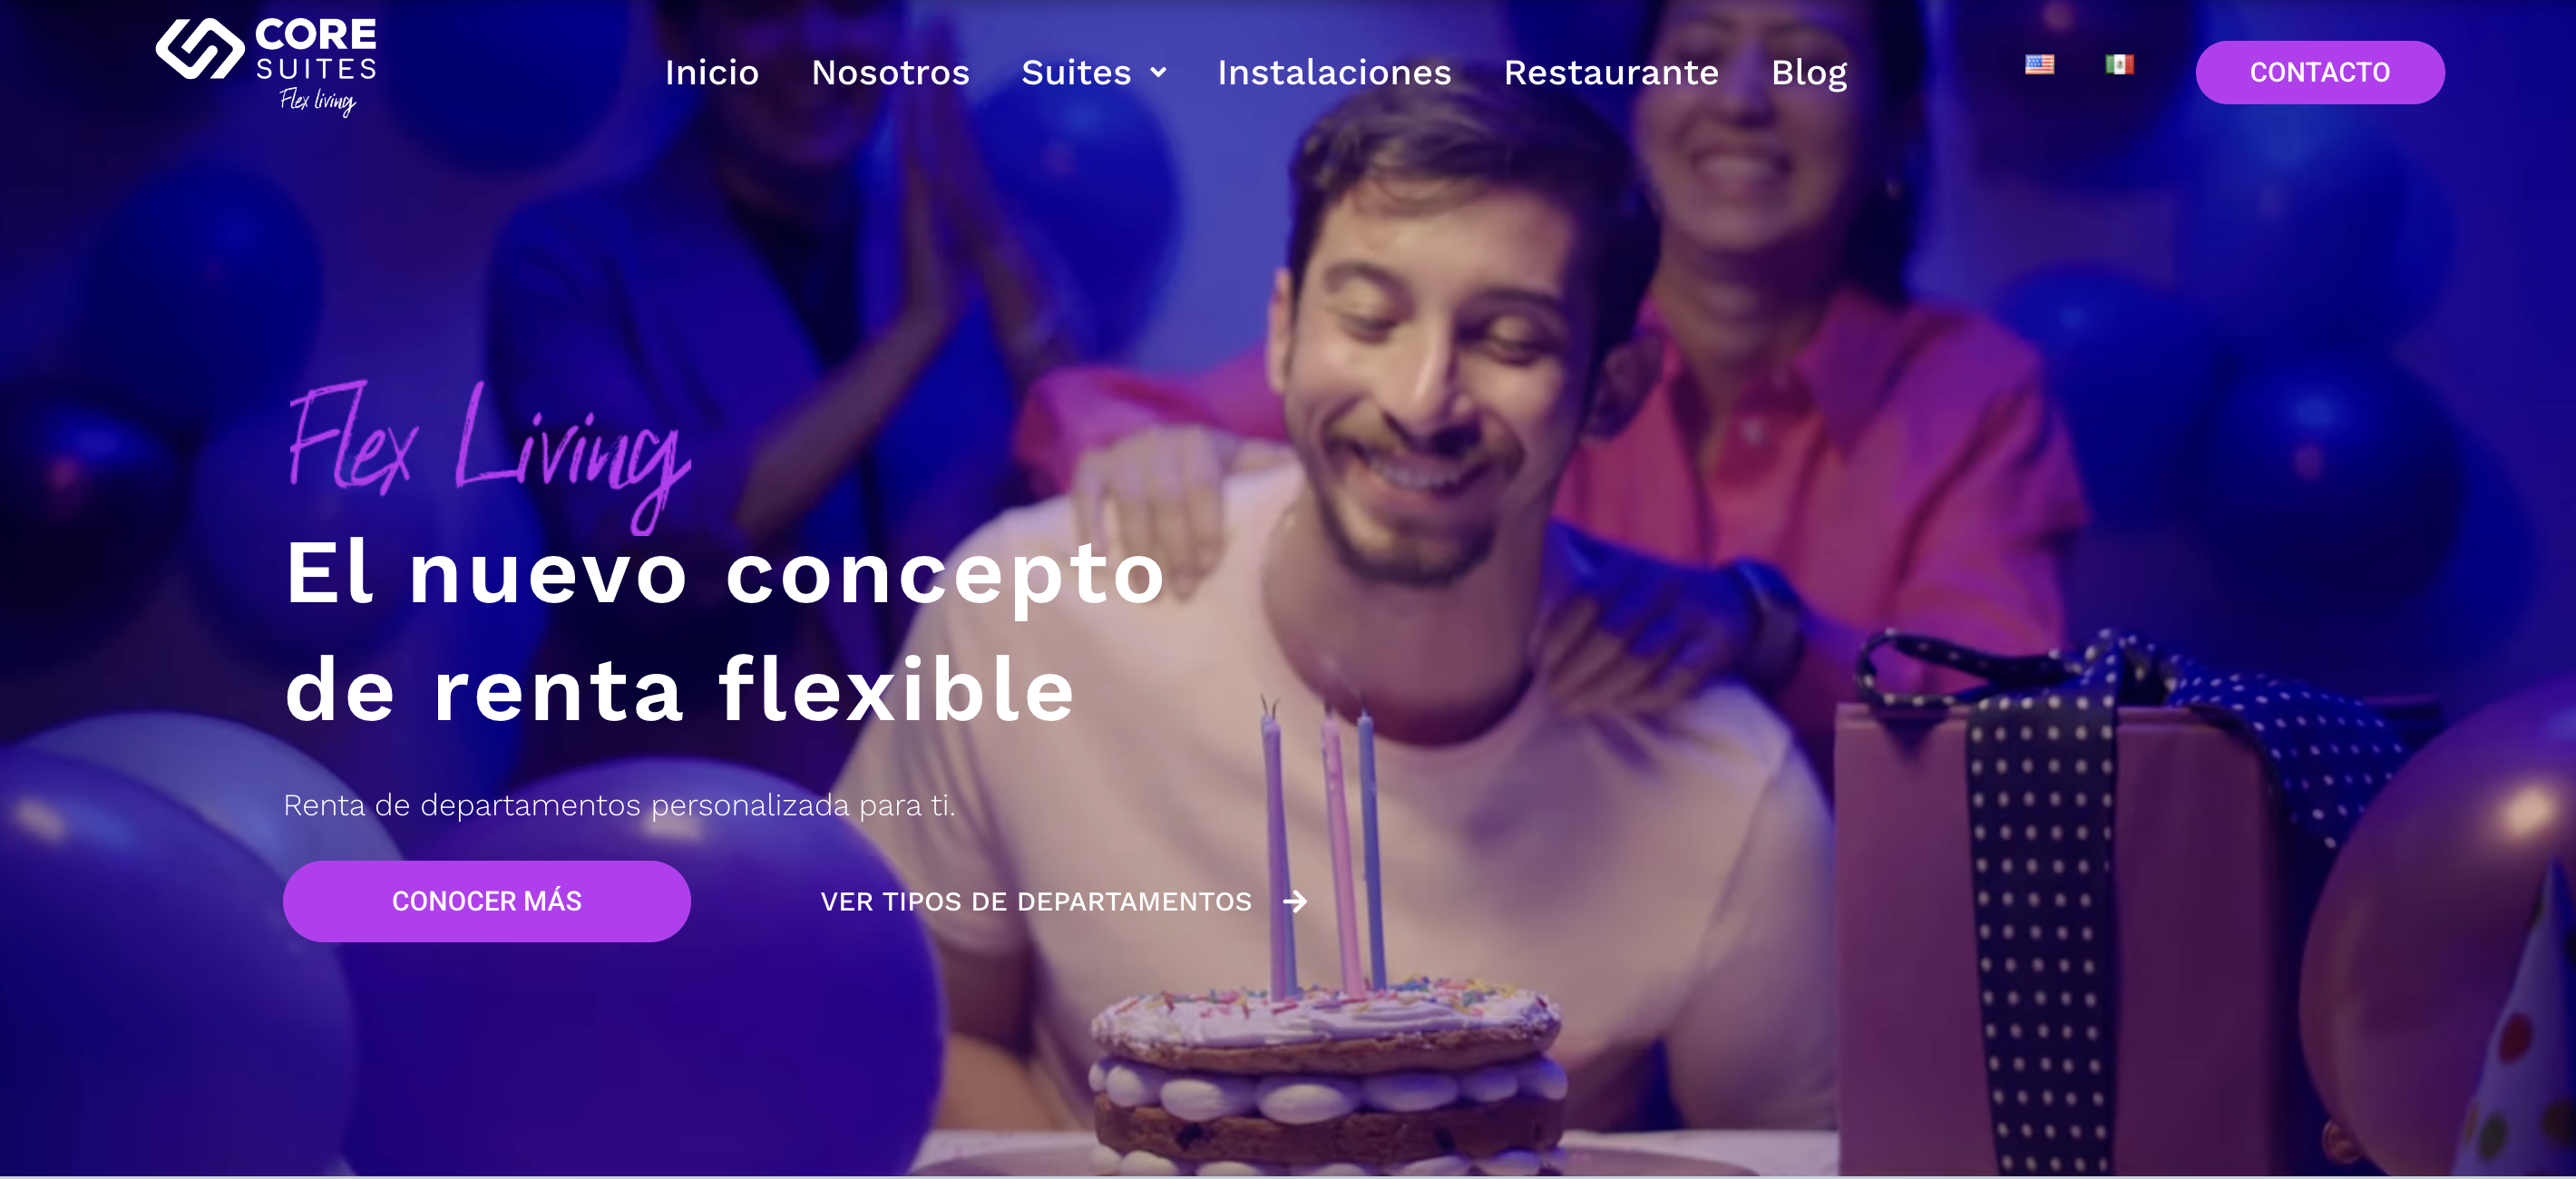 CORE
SUITES
Flex living
Inicio Nosotros Suites Instalaciones Restaurante Blog
CONTACTO
Flex Living
El nuevo concepto
de renta flexible
Renta de departamentos personalizada para ti.
CONOCER MÁS
VER TIPOS DE DEPARTAMENTOS